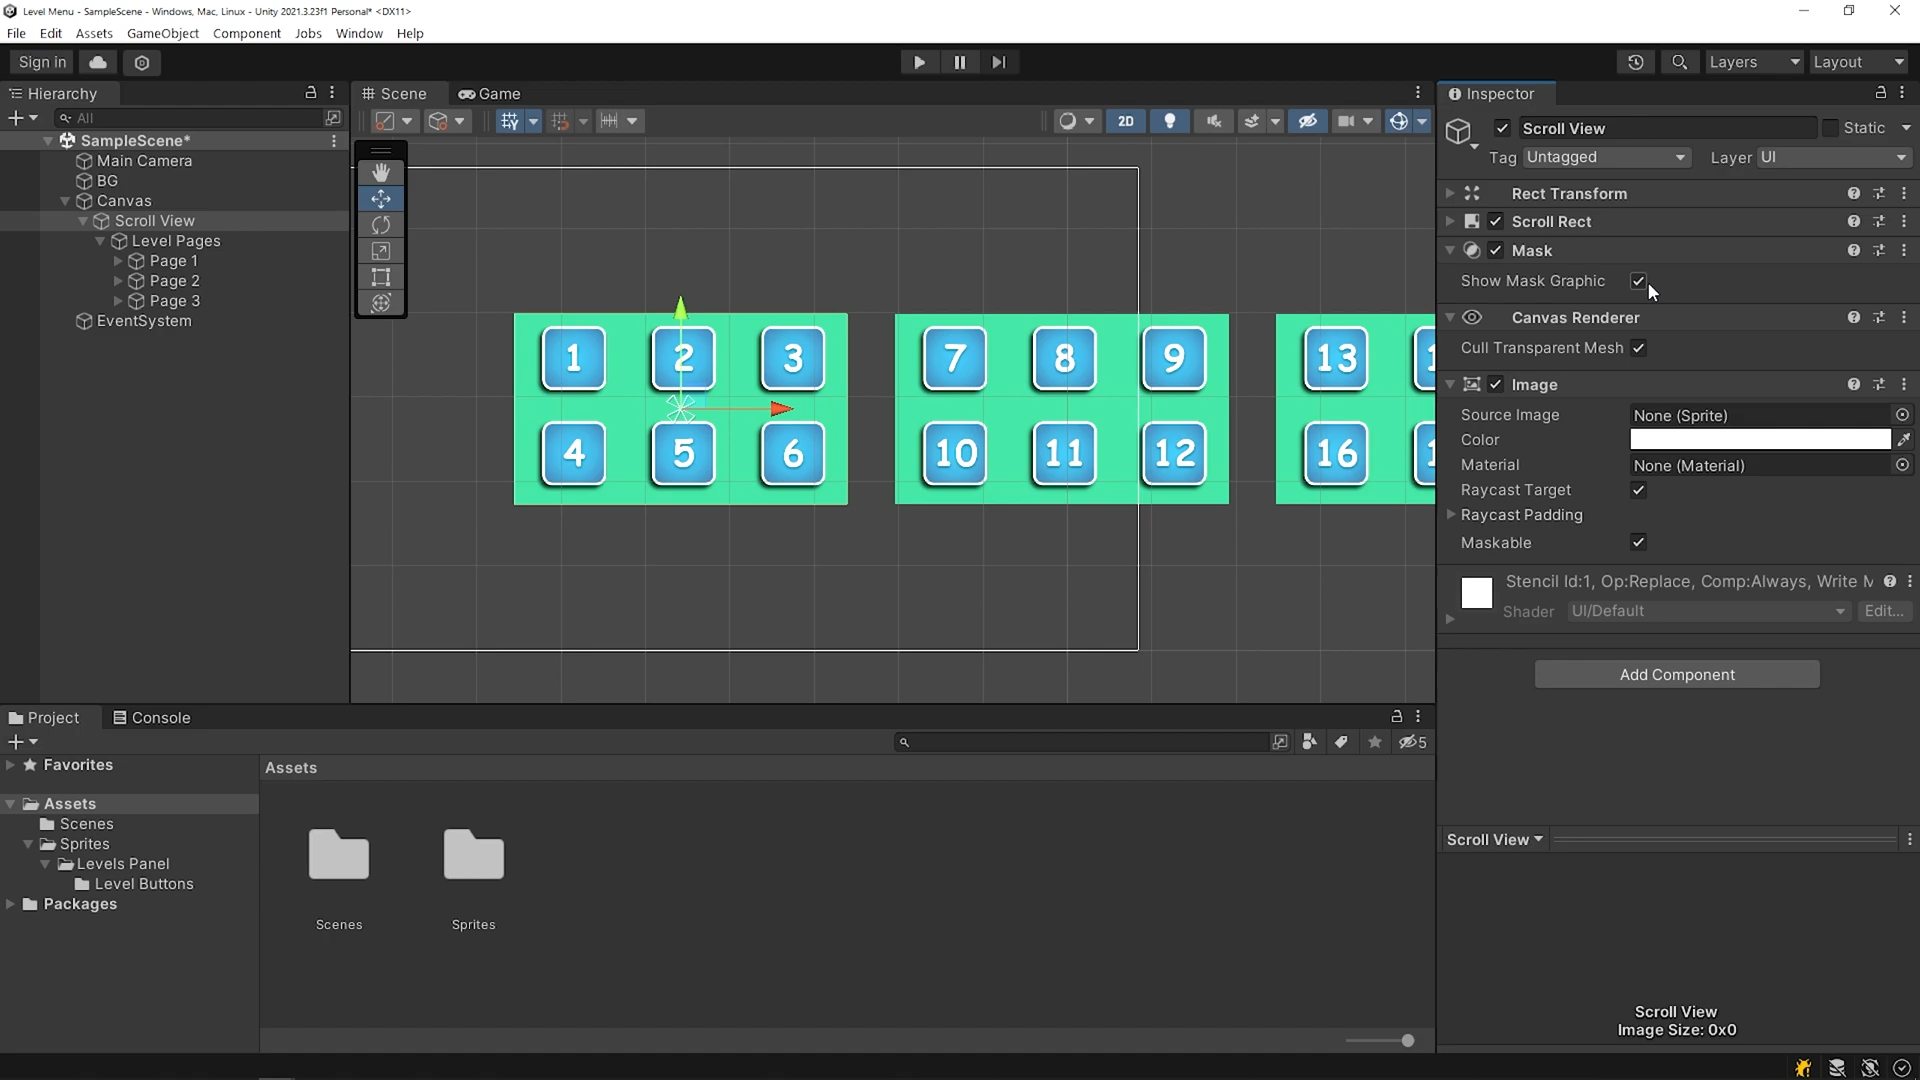 Level Menu - SampleScene - Windows, Mac, Linux - Unity 2021.3.23f1 Personal* <DX11>
File Edit Assets GameObject Component Jobs Window Help
Sign in
Layers
Layout
Hierarchy
All
SampleScene*
Main Camera
BG
Canvas
Scroll View
Level Pages
Page 1
Page 2
Page 3
EventSystem
Scene
Game
2D
1 2 3
4 5 6
7 8 9
10 11 12
13
16
Inspector
Scroll View
Static
Tag Untagged
Layer UI
Rect Transform
Scroll Rect
Mask
Show Mask Graphic
Canvas Renderer
Cull Transparent Mesh
Image
Source Image None (Sprite)
Color
Material None (Material)
Raycast Target
Raycast Padding
Maskable
Stencil Id:1, Op:Replace, Comp:Always, Write M
Shader UI/Default Edit...
Add Component
Project
Console
5
Favorites
Assets
Scenes
Sprites
Levels Panel
Level Buttons
Packages
Assets
Scenes
Sprites
Scroll View
Scroll View
Image Size: 0x0